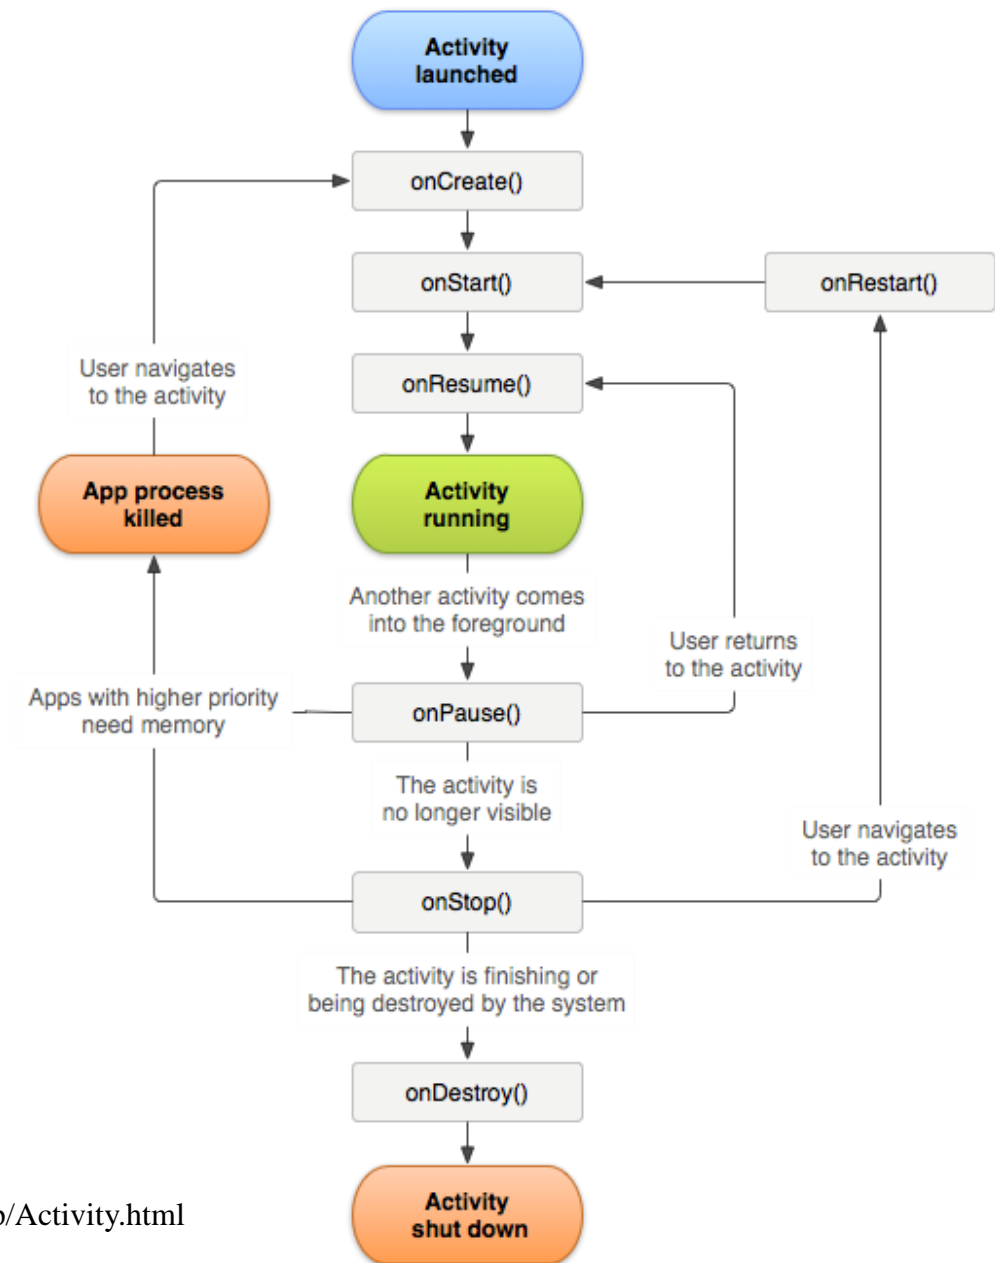 Activity
launched
onCreate()
onStart()
onRestart()
onResume()
User navigates
to the activity
App process
killed
Activity
running
Another activity comes
into the foreground
User returns
to the activity
Apps with higher priority
need memory
onPause()
The activity is
no longer visible
User navigates
to the activity
onStop()
The activity is finishing or
being destroyed by the system
onDestroy()
Activity
shut down
/Activity.html